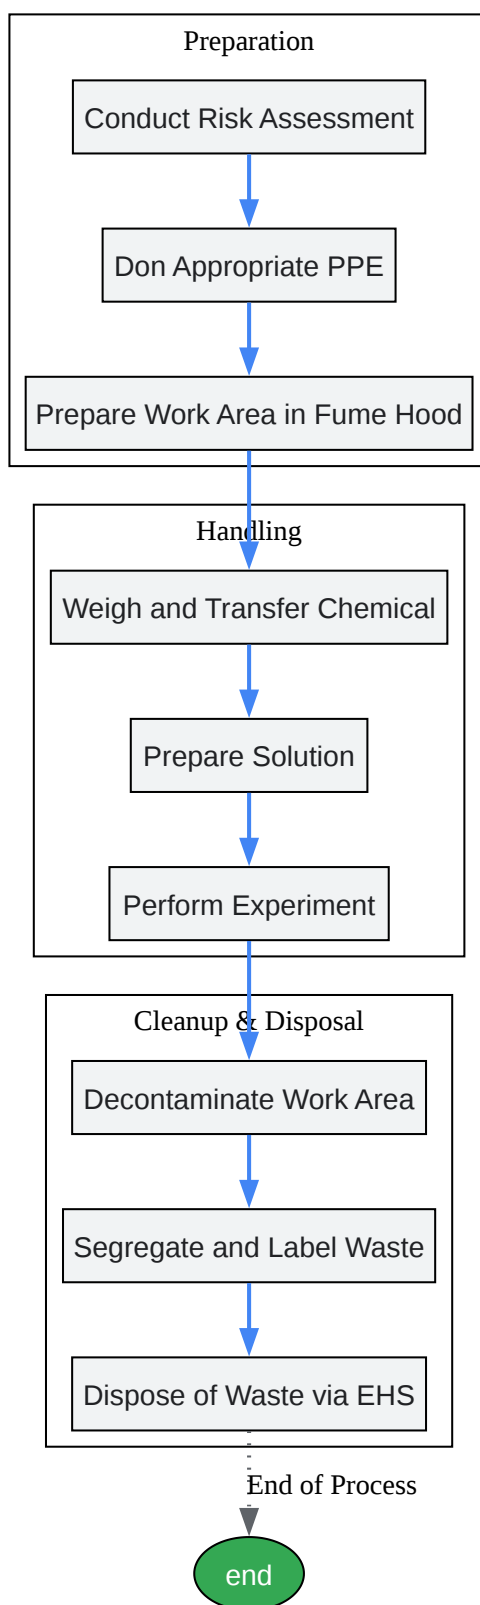 Preparation
Conduct Risk Assessment
Don Appropriate PPE
Prepare Work Area in Fume Hood
Handling
Weigh and Transfer Chemical
Prepare Solution
Perform Experiment
Cleanup & Disposal
Decontaminate Work Area
Segregate and Label Waste
Dispose of Waste via EHS
End of Process
end